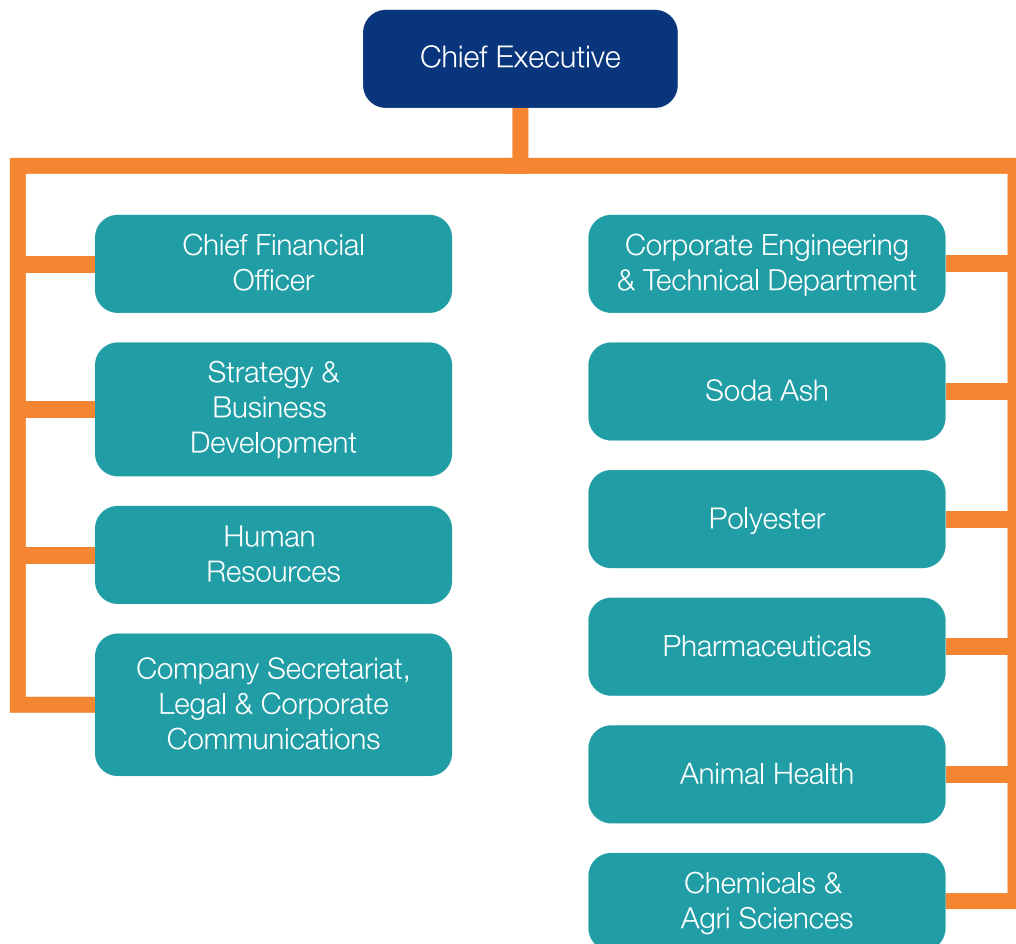 Chief Executive
Chief Financial
Officer
Strategy &
Business
Development
Human
Resources
Company Secretariat,
Legal & Corporate
Communications
Corporate Engineering
& Technical Department
Soda Ash
Polyester
Pharmaceuticals
Animal Health
Chemicals &
Agri Sciences